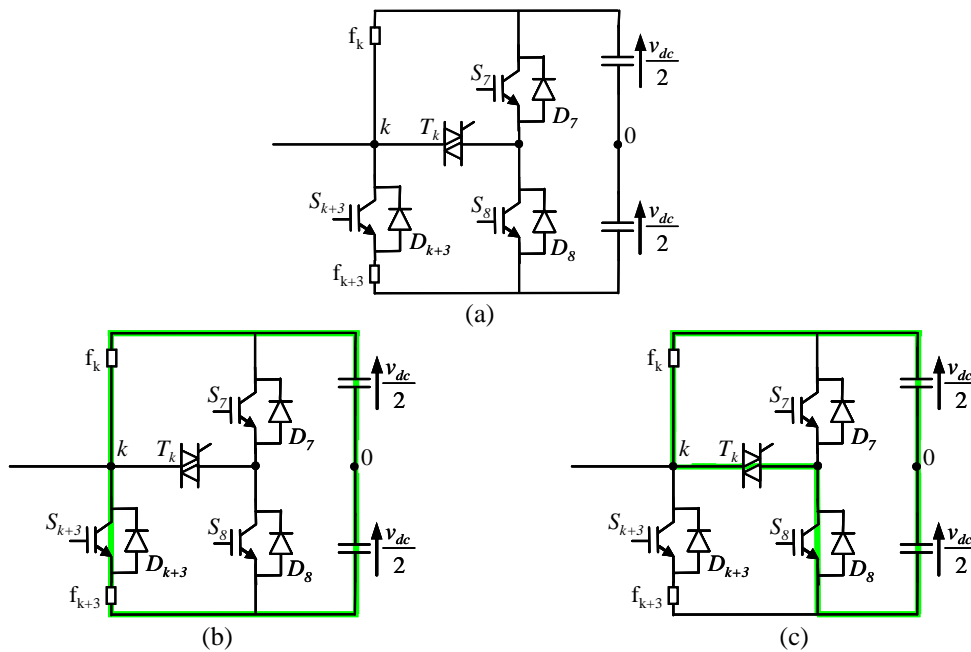 f_k
v_dc
2
S_7
D_7
k
T_k
0
S_k+3
S_8
v_dc
2
D_k+3
D_8
f_k+3
(a)
f_k
v_dc
2
S_7
D_7
k
T_k
0
S_k+3
S_8
v_dc
2
D_k+3
D_8
f_k+3
(b)
f_k
v_dc
2
S_7
D_7
k
T_k
0
S_k+3
S_8
v_dc
2
D_k+3
D_8
f_k+3
(c)